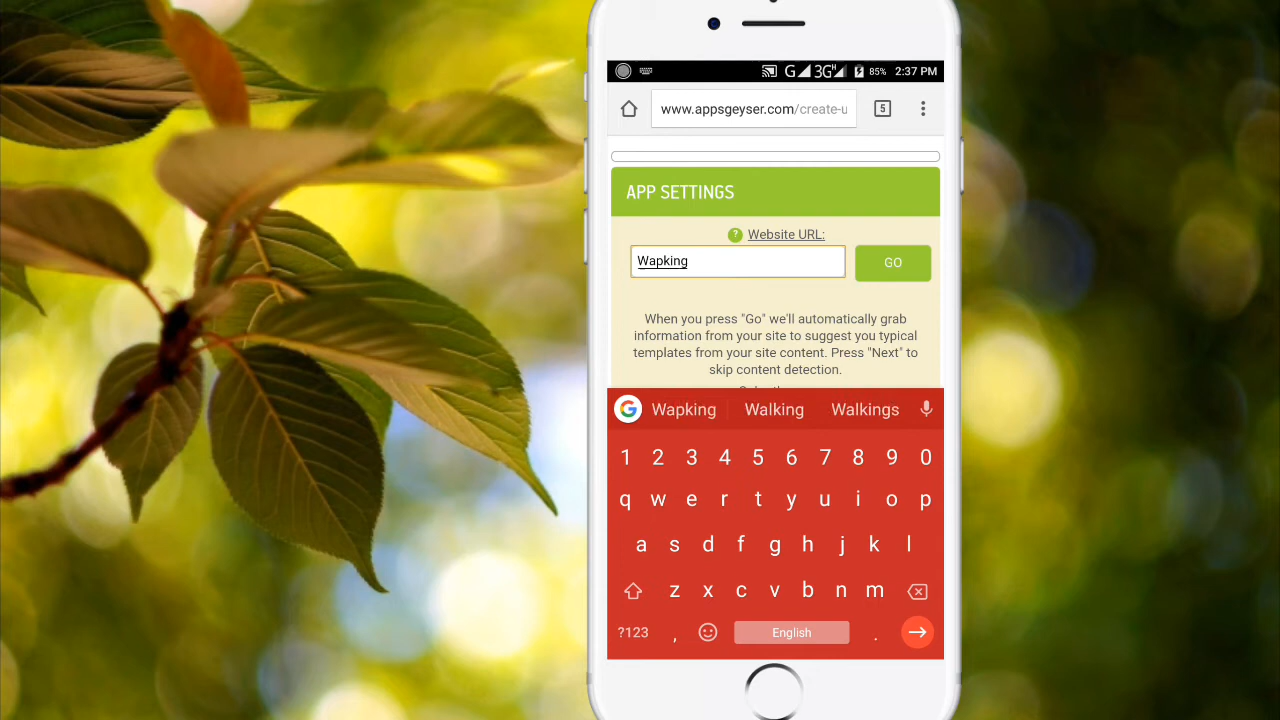 G 3G H 85% 2:37 PM
www.appsgeyser.com/create-u 5
APP SETTINGS
? Website URL:
Wapking GO
When you press "Go" we'll automatically grab
information from your site to suggest you typical
templates from your site content. Press "Next" to
skip content detection.
G Wapking Walking Walkings
1 2 3 4 5 6 7 8 9 0
q w e r t y u i o p
a s d f g h j k l
z x c v b n m
?123 , English .